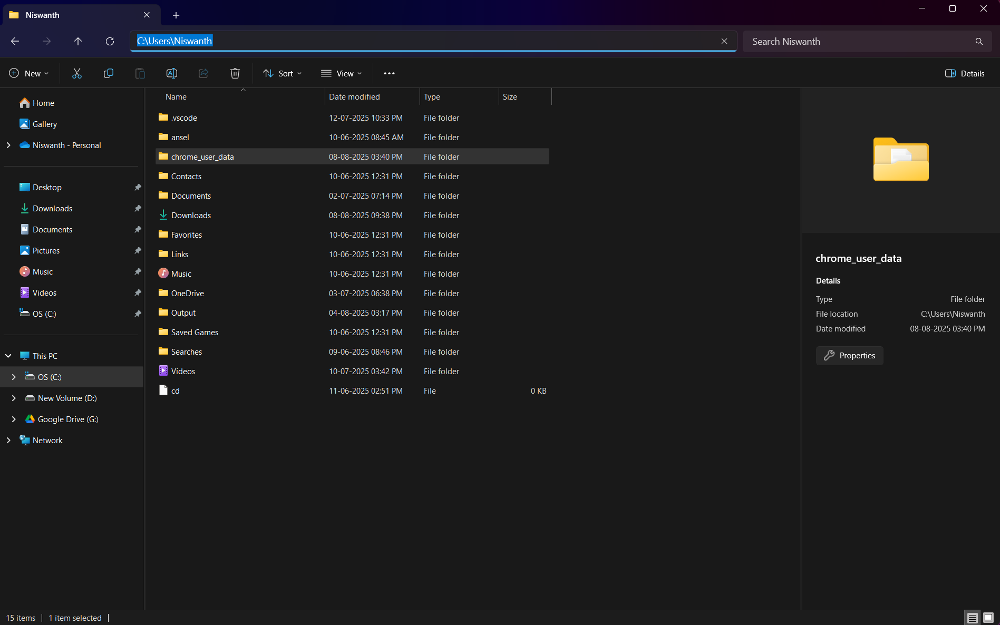 Niswanth
C:\Users\Niswanth
Search Niswanth
New
Sort
View
Details
Home
Gallery
Niswanth - Personal
Desktop
Downloads
Documents
Pictures
Music
Videos
OS (C:)
This PC
OS (C:)
New Volume (D:)
Google Drive (G:)
Network
Name Date modified Type Size
.vscode 12-07-2025 10:33 PM File folder
ansel 10-06-2025 08:45 AM File folder
chrome_user_data 08-08-2025 03:40 PM File folder
Contacts 10-06-2025 12:31 PM File folder
Documents 02-07-2025 07:14 PM File folder
Downloads 08-08-2025 09:38 PM File folder
Favorites 10-06-2025 12:31 PM File folder
Links 10-06-2025 12:31 PM File folder
Music 10-06-2025 12:31 PM File folder
OneDrive 03-07-2025 06:38 PM File folder
Output 04-08-2025 03:17 PM File folder
Saved Games 10-06-2025 12:31 PM File folder
Searches 09-06-2025 08:46 PM File folder
Videos 10-07-2025 03:42 PM File folder
cd 11-06-2025 02:51 PM File 0 KB
chrome_user_data
Details
Type File folder
File location C:\Users\Niswanth
Date modified 08-08-2025 03:40 PM
Properties
15 items 1 item selected